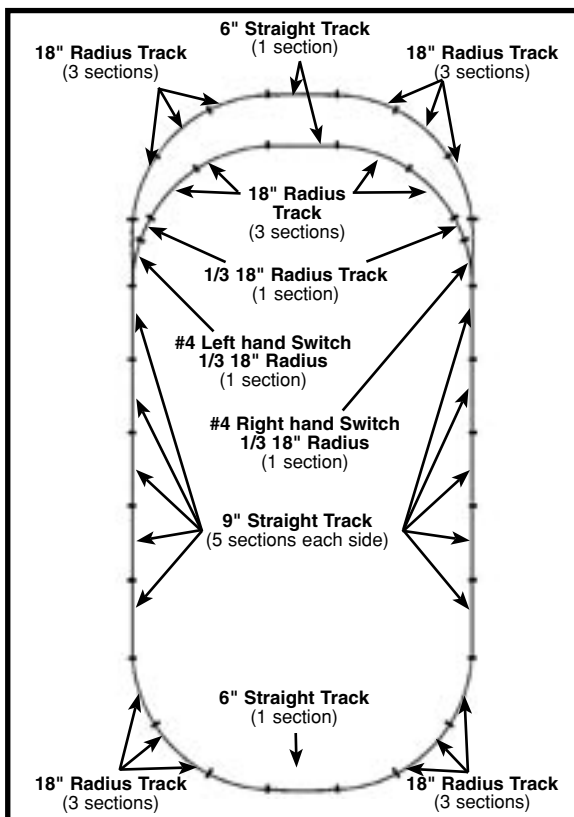 6" Straight Track
(1 section)
18" Radius Track
(3 sections)
18" Radius Track
(3 sections)
18" Radius
Track
(3 sections)
1/3 18" Radius Track
(1 section)
#4 Left hand Switch
1/3 18" Radius
(1 section)
#4 Right hand Switch
1/3 18" Radius
(1 section)
9" Straight Track
(5 sections each side)
6" Straight Track
(1 section)
18" Radius Track
(3 sections)
18" Radius Track
(3 sections)